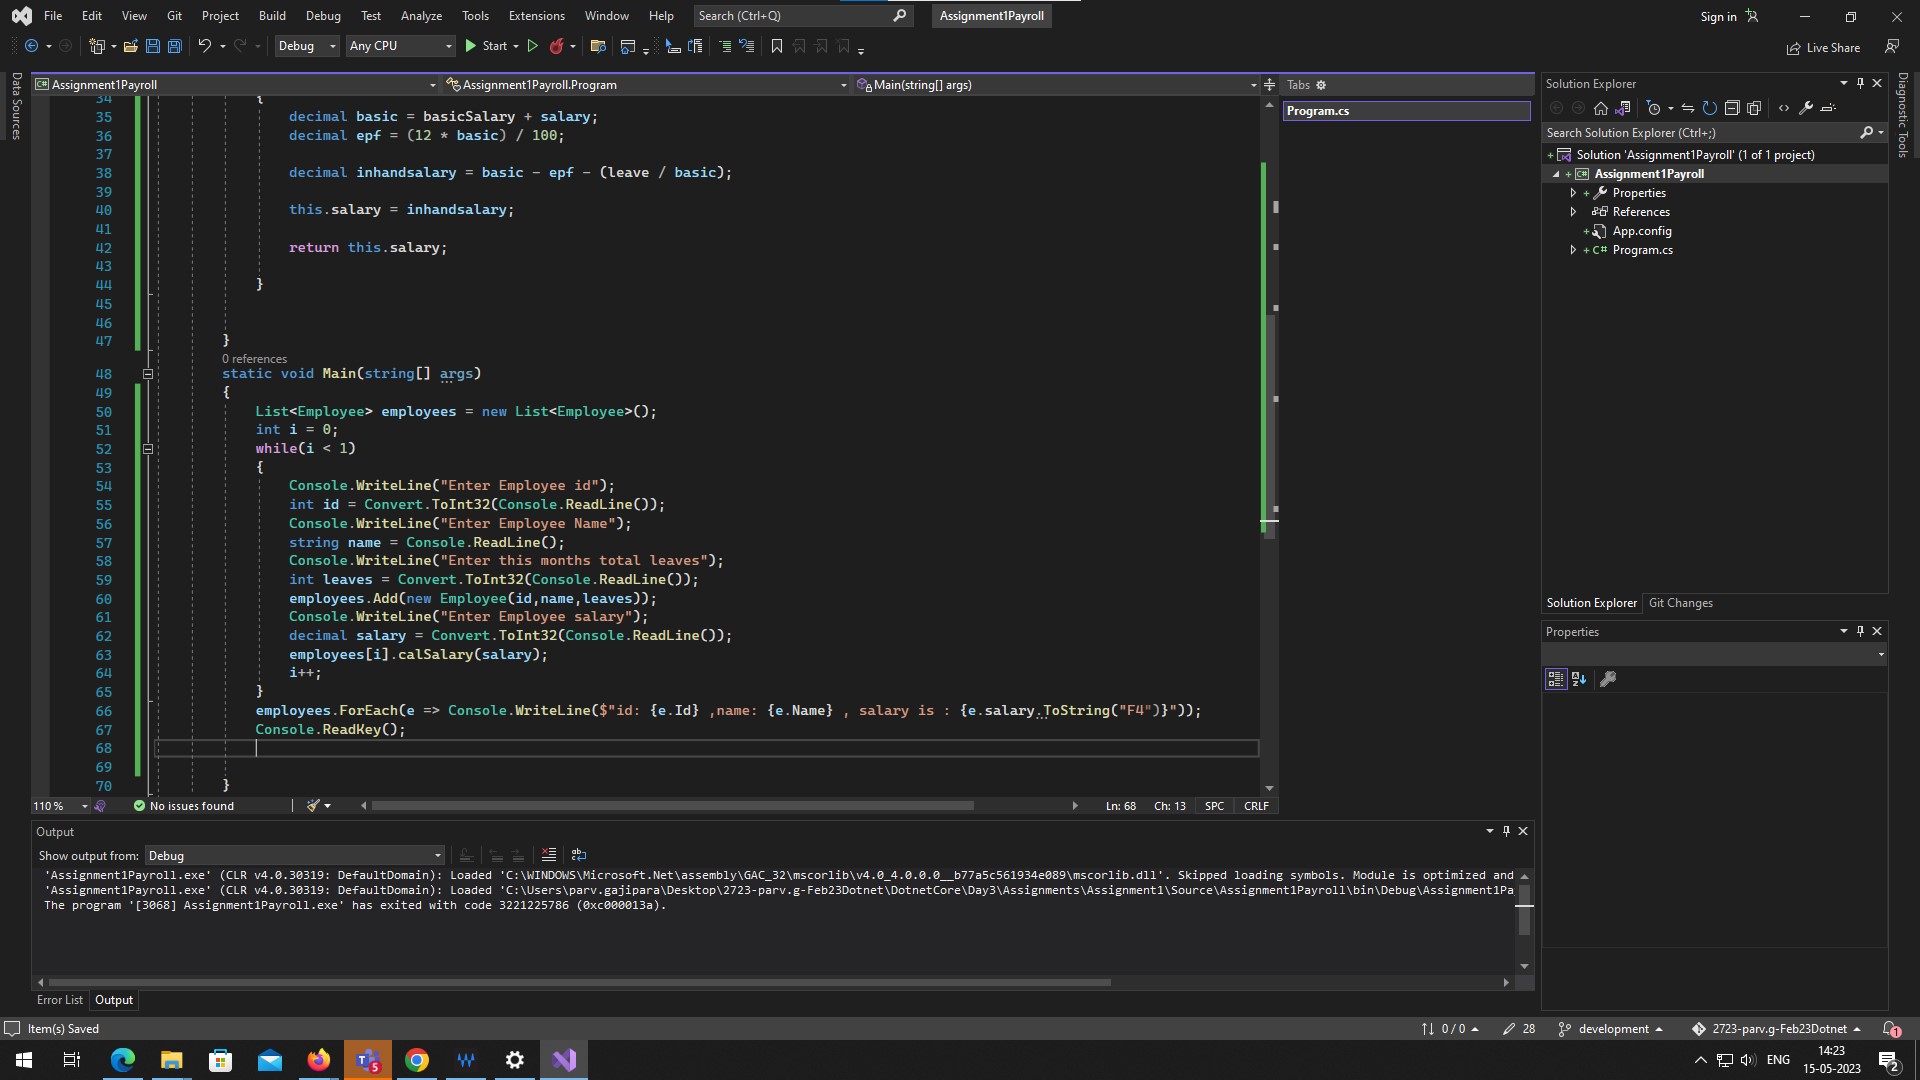 File Edit View Git Project Build Debug Test Analyze Tools Extensions Window Help Search (Ctrl+Q) Assignment1Payroll Sign in
Debug Any CPU Start Live Share
Data Sources
Assignment1Payroll Assignment1Payroll.Program Main(string[] args)
34 {
35 decimal basic = basicSalary + salary;
36 decimal epf = (12 * basic) / 100;
37
38 decimal inhandsalary = basic - epf - (leave / basic);
39
40 this.salary = inhandsalary;
41
42 return this.salary;
43
44 }
45
46
47 }
0 references
48 static void Main(string[] args)
49 {
50 List<Employee> employees = new List<Employee>();
51 int i = 0;
52 while(i < 1)
53 {
54 Console.WriteLine("Enter Employee id");
55 int id = Convert.ToInt32(Console.ReadLine());
56 Console.WriteLine("Enter Employee Name");
57 string name = Console.ReadLine();
58 Console.WriteLine("Enter this months total leaves");
59 int leaves = Convert.ToInt32(Console.ReadLine());
60 employees.Add(new Employee(id,name,leaves));
61 Console.WriteLine("Enter Employee salary");
62 decimal salary = Convert.ToInt32(Console.ReadLine());
63 employees[i].calSalary(salary);
64 i++;
65 }
66 employees.ForEach(e => Console.WriteLine($"id: {e.Id} ,name: {e.Name} , salary is : {e.salary.ToString("F4")}"));
67 Console.ReadKey();
68
69
70 }
110 % No issues found Ln: 68 Ch: 13 SPC CRLF
Tabs
Program.cs
Solution Explorer
Search Solution Explorer (Ctrl+;)
Solution 'Assignment1Payroll' (1 of 1 project)
Assignment1Payroll
Properties
References
App.config
C# Program.cs
Solution Explorer Git Changes
Properties
Diagnostic Tools
Output
Show output from: Debug
'Assignment1Payroll.exe' (CLR v4.0.30319: DefaultDomain): Loaded 'C:\WINDOWS\Microsoft.Net\assembly\GAC_32\mscorlib\v4.0_4.0.0.0__b77a5c561934e089\mscorlib.dll'. Skipped loading symbols. Module is optimized and
'Assignment1Payroll.exe' (CLR v4.0.30319: DefaultDomain): Loaded 'C:\Users\parv.gajipara\Desktop\2723-parv.g-Feb23Dotnet\DotnetCore\Day3\Assignments\Assignment1\Source\Assignment1Payroll\bin\Debug\Assignment1Pa
The program '[3068] Assignment1Payroll.exe' has exited with code 3221225786 (0xc000013a).
Error List Output
Item(s) Saved 0 / 0 28 development 2723-parv.g-Feb23Dotnet 1
5 ENG 14:23
15-05-2023 2